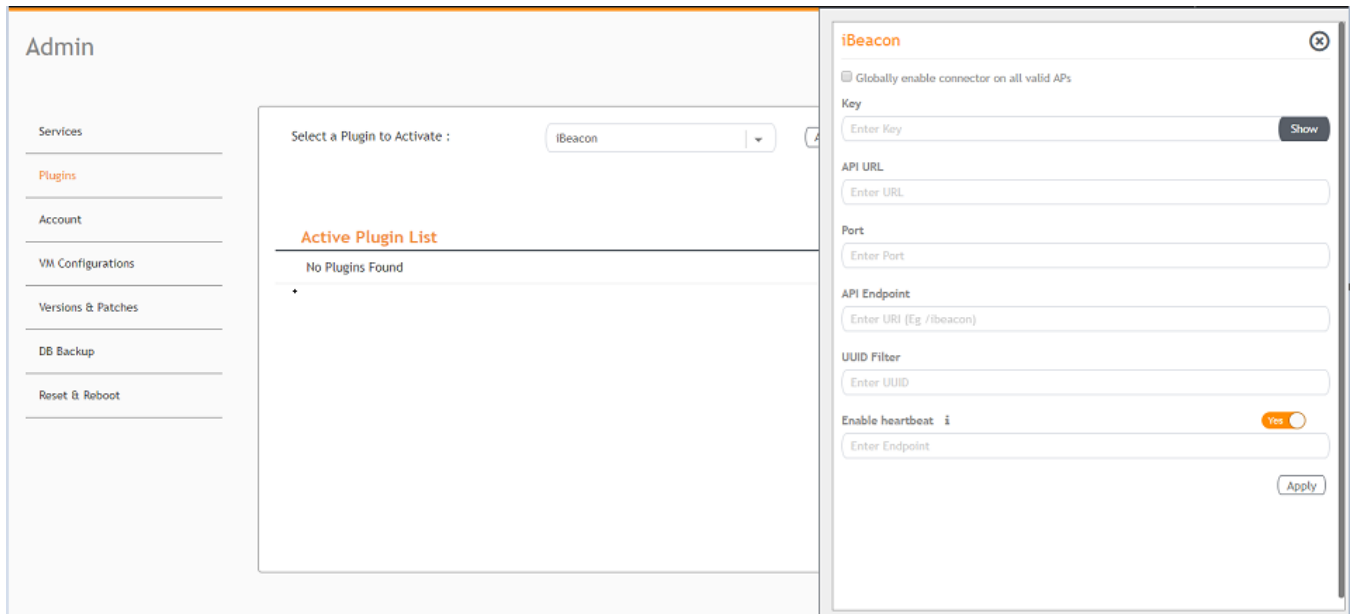 Admin
Services
Plugins
Account
VM Configurations
Versions & Patches
DB Backup
Reset & Reboot
Select a Plugin to Activate :
iBeacon
Active Plugin List
No Plugins Found
iBeacon
Globally enable connector on all valid APs
Key
Enter Key
Show
API URL
Enter URL
Port
Enter Port
API Endpoint
Enter URI (Eg /ibeacon)
UUID Filter
Enter UUID
Enable heartbeat i
Yes
Enter Endpoint
Apply